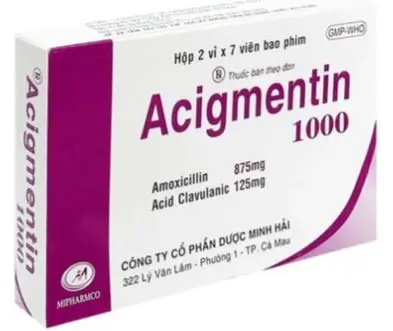 Hộp 2 vỉ x 7 viên bao phim
GMP-WHO
Rx Thuốc bán theo đơn
Acigmentin
1000
Amoxicillin 875mg
Acid Clavulanic 125mg
CÔNG TY CỔ PHẦN DƯỢC MINH HẢI
322 Lý Văn Lâm - Phường 1 - TP. Cà Mau
Acigmentin
1000
MIPHARMCO